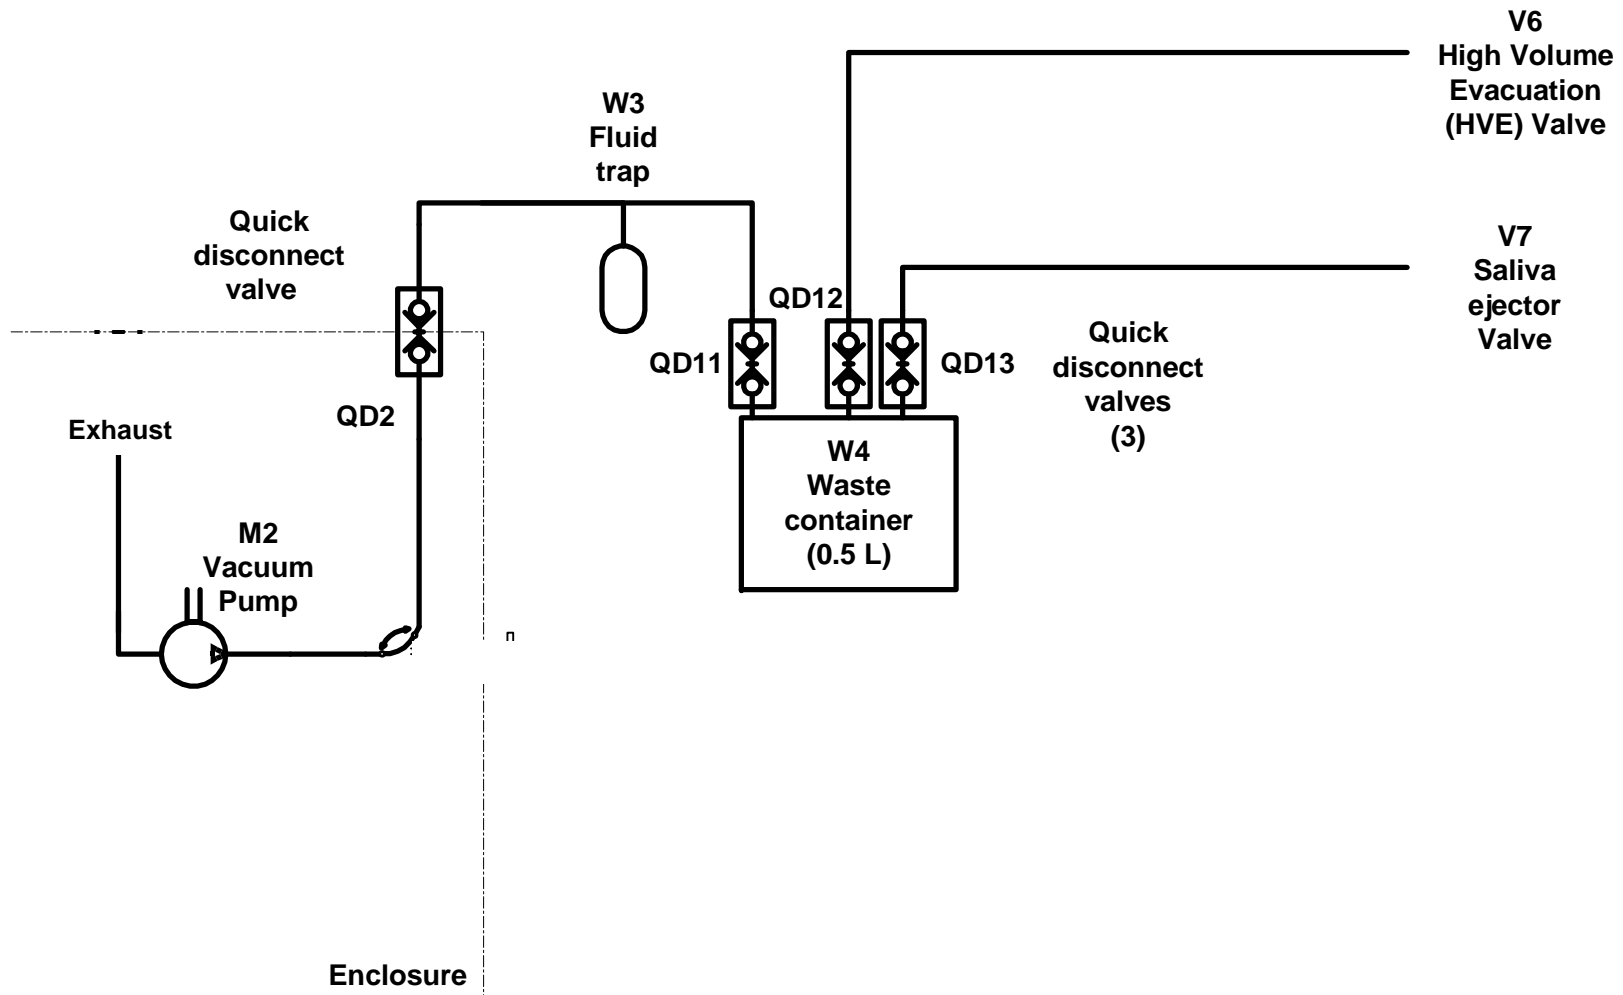 V6
High Volume
Evacuation
(HVE) Valve
W3
Fluid
trap
Quick
disconnect
valve
V7
Saliva
ejector
Valve
QD12
QD11
QD13
Quick
disconnect
valves
(3)
QD2
Exhaust
W4
Waste
container
(0.5 L)
M2
Vacuum
Pump
Enclosure